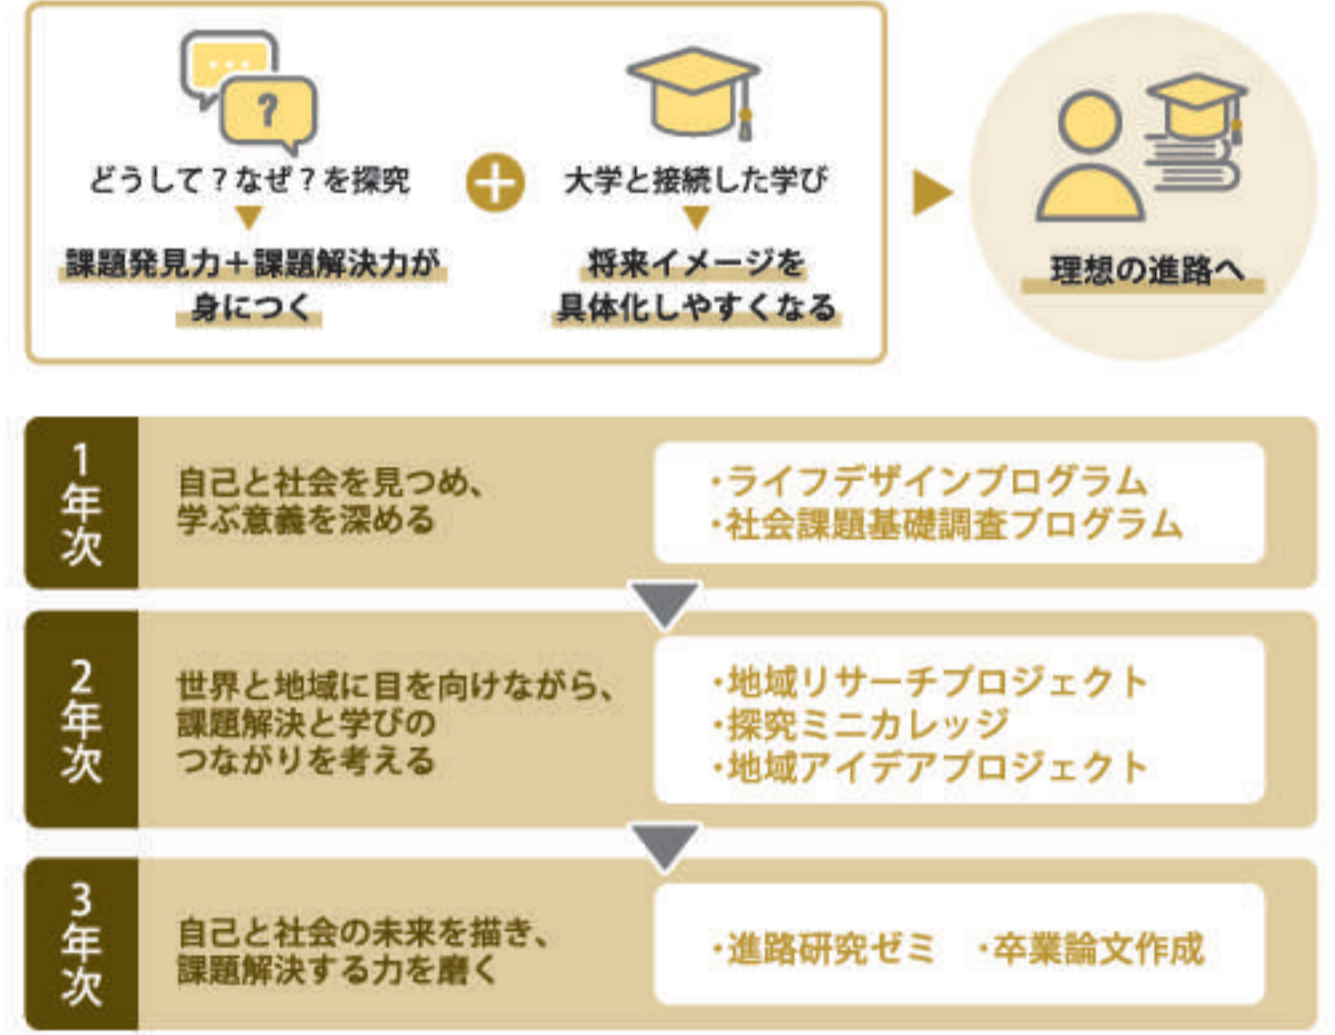 ?
どうして？なぜ？を探究
課題発見力＋課題解決力が
身につく
大学と接続した学び
将来イメージを
具体化しやすくなる
理想の進路へ
1年次
自己と社会を見つめ、
学ぶ意義を深める
・ライフデザインプログラム
・社会課題基礎調査プログラム
2年次
世界と地域に目を向けながら、
課題解決と学びの
つながりを考える
・地域リサーチプロジェクト
・探究ミニカレッジ
・地域アイデアプロジェクト
3年次
自己と社会の未来を描き、
課題解決する力を磨く
・進路研究ゼミ　・卒業論文作成